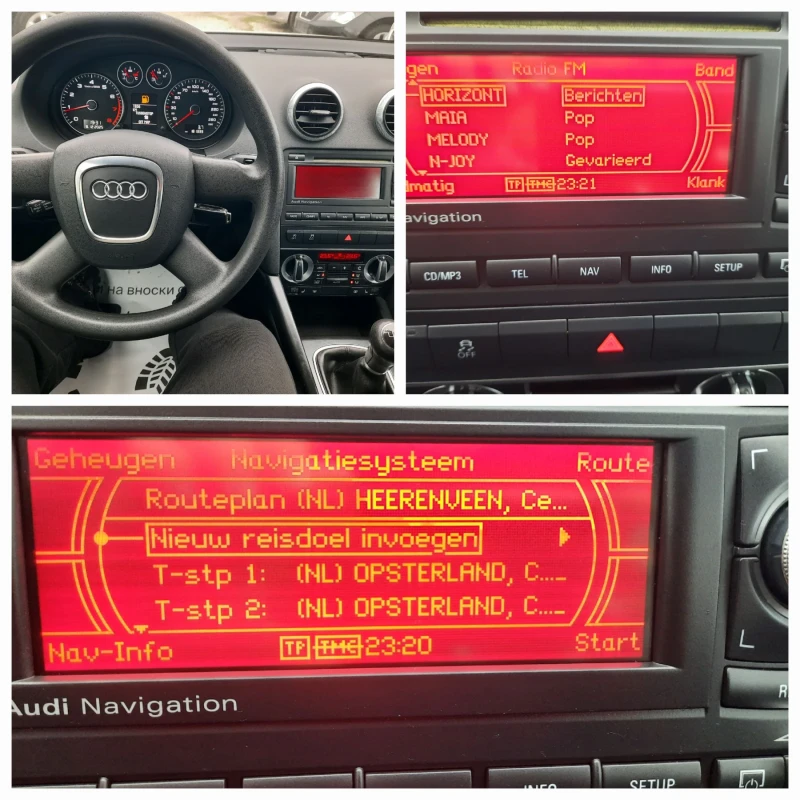 Audi Navigation
на вноски
Radio FM
Band
HORIZONT Berichten
MAIA Pop
MELODY Pop
N-JOY Gevarieerd
TP TMC 23:21
Klank
avigation
CD/MP3 TEL NAV INFO SETUP
OFF
Geheugen Navigatiesysteem Route
Routeplan (NL) HEERENVEEN, Ce...
Nieuw reisdoel invoegen
T-stp 1: (NL) OPSTERLAND, C...
T-stp 2: (NL) OPSTERLAND, C...
Nav-Info TP TMC 23:20 Start
Audi Navigation
INFO SETUP